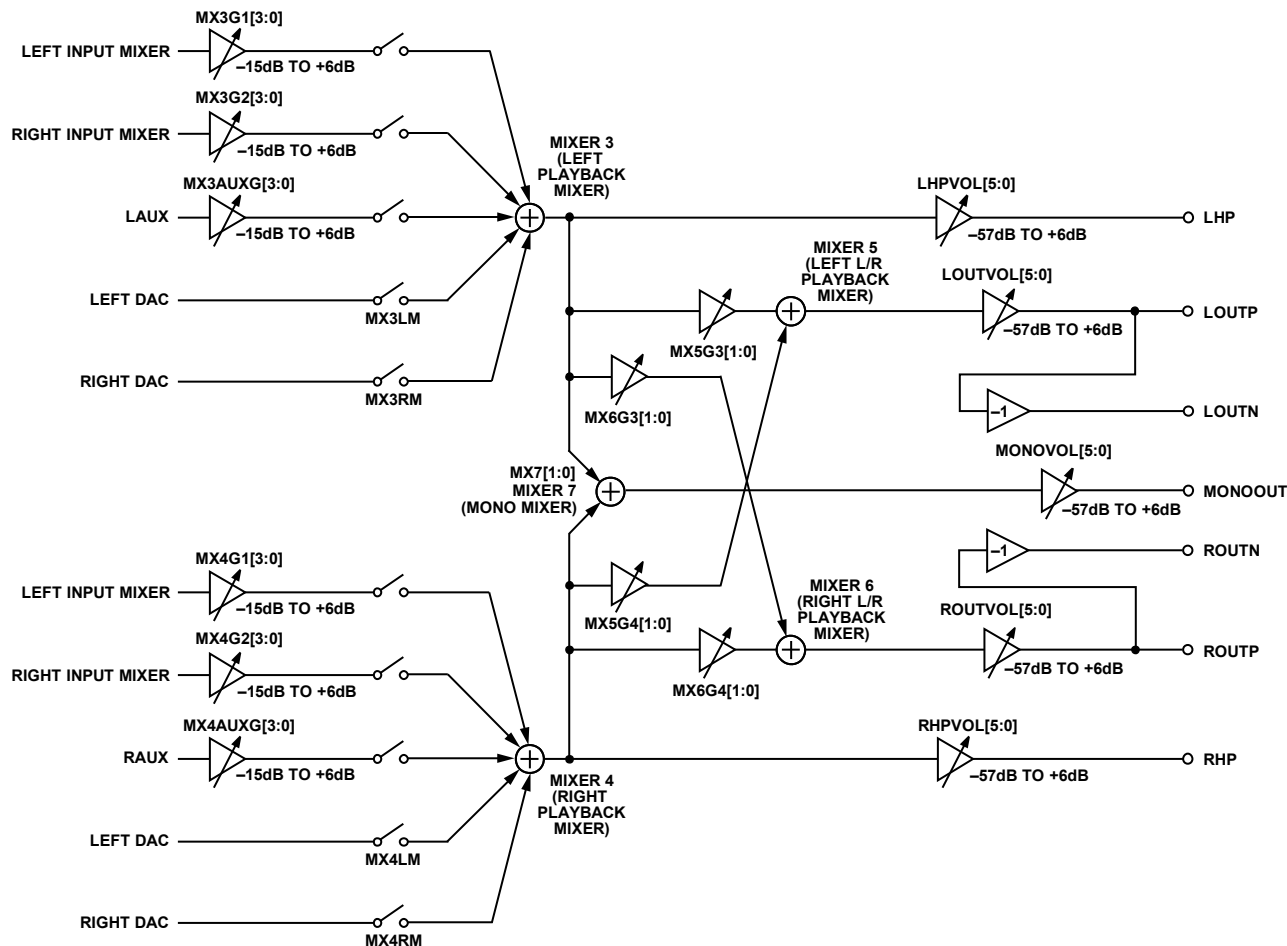 MX3G1[3:0]
LEFT INPUT MIXER
–15dB TO +6dB
MX3G2[3:0]
RIGHT INPUT MIXER
–15dB TO +6dB
MX3AUXG[3:0]
LAUX
–15dB TO +6dB
LEFT DAC
MX3LM
RIGHT DAC
MX3RM
MIXER 3
(LEFT
PLAYBACK
MIXER)
LHPVOL[5:0]
–57dB TO +6dB
LHP
MIXER 5
(LEFT L/R
PLAYBACK
MIXER)
LOUTVOL[5:0]
–57dB TO +6dB
LOUTP
MX5G3[1:0]
MX6G3[1:0]
–1
LOUTN
MX7[1:0]
MIXER 7
(MONO MIXER)
MONOVOL[5:0]
–57dB TO +6dB
MONOOUT
–1
ROUTN
MX5G4[1:0]
MIXER 6
(RIGHT L/R
PLAYBACK
MIXER)
ROUTVOL[5:0]
–57dB TO +6dB
ROUTP
MX6G4[1:0]
MX4G1[3:0]
LEFT INPUT MIXER
–15dB TO +6dB
MX4G2[3:0]
RIGHT INPUT MIXER
–15dB TO +6dB
MX4AUXG[3:0]
RAUX
–15dB TO +6dB
RHPVOL[5:0]
–57dB TO +6dB
RHP
MIXER 4
(RIGHT
PLAYBACK
MIXER)
LEFT DAC
MX4LM
RIGHT DAC
MX4RM